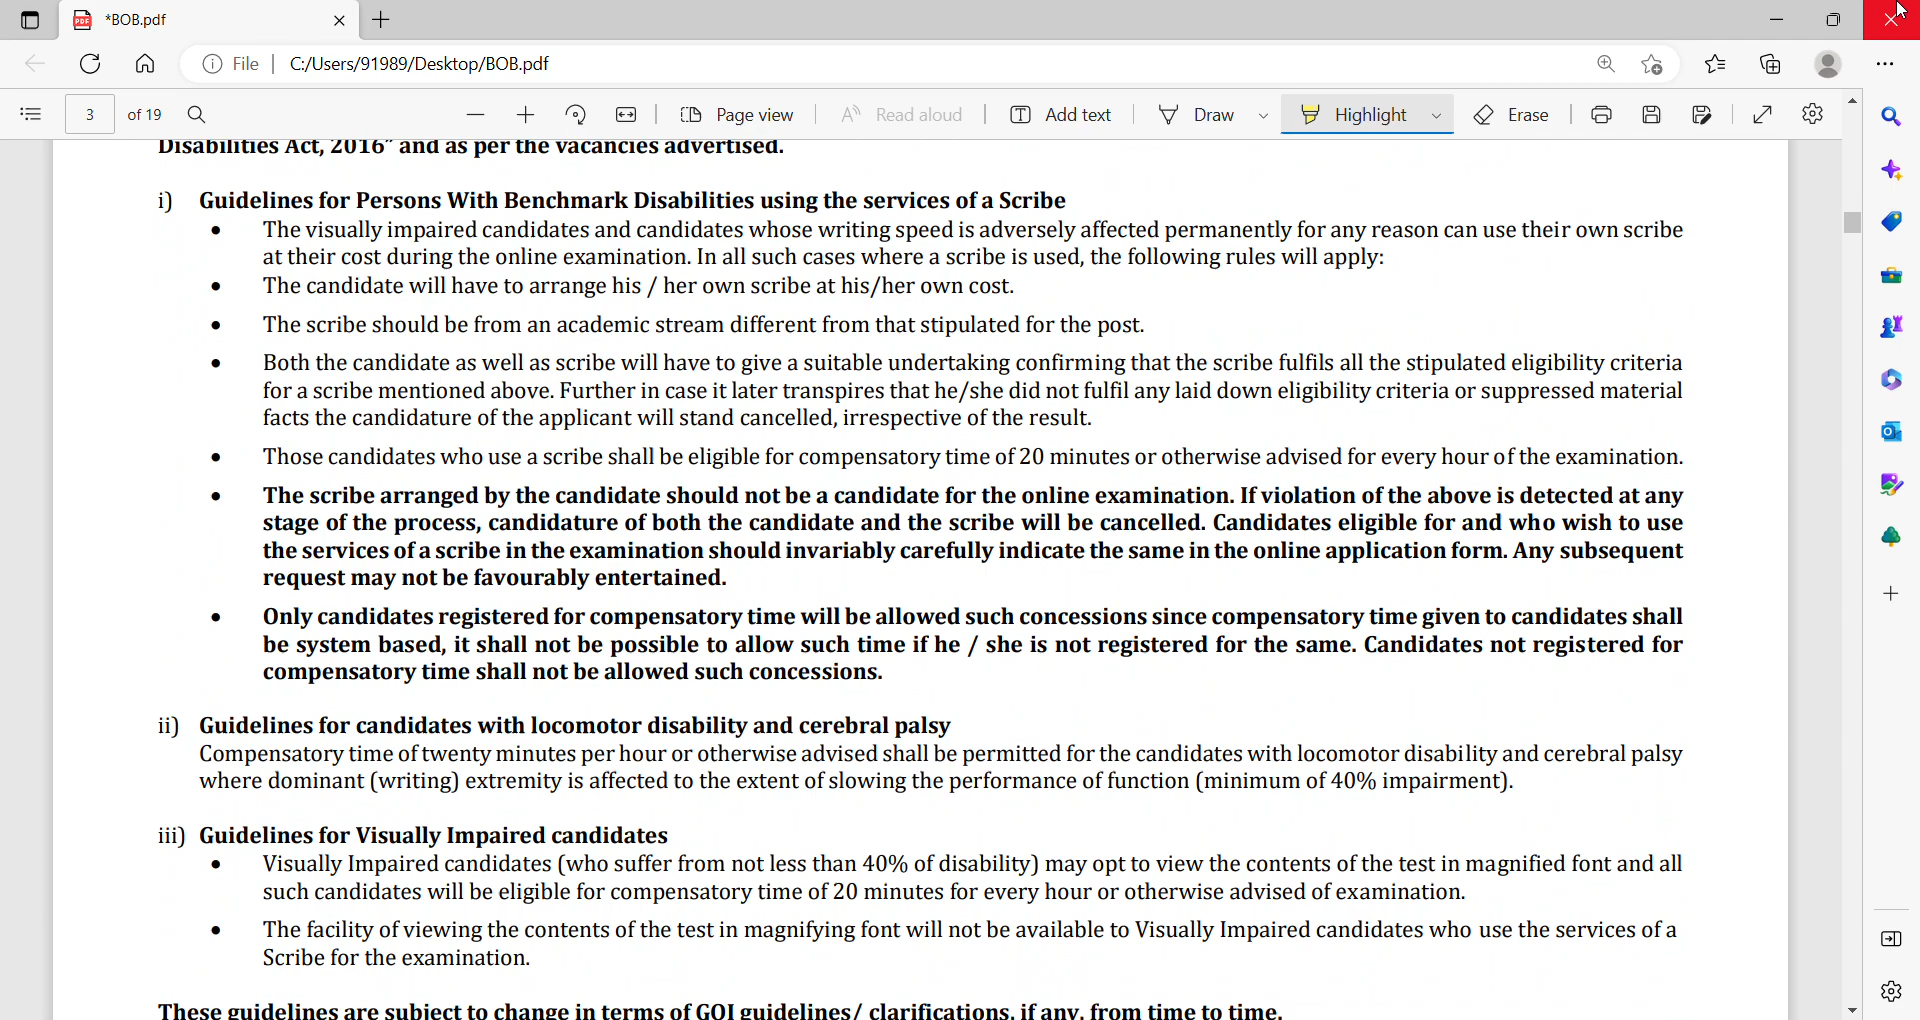 *BOB.pdf
File
C:/Users/91989/Desktop/BOB.pdf
3 of 19
Page view
Read aloud
Add text
Draw
Highlight
Erase
Disabilities Act, 2016" and as per the vacancies advertised.
i) Guidelines for Persons With Benchmark Disabilities using the services of a Scribe
• The visually impaired candidates and candidates whose writing speed is adversely affected permanently for any reason can use their own scribe
at their cost during the online examination. In all such cases where a scribe is used, the following rules will apply:
• The candidate will have to arrange his / her own scribe at his/her own cost.
• The scribe should be from an academic stream different from that stipulated for the post.
• Both the candidate as well as scribe will have to give a suitable undertaking confirming that the scribe fulfils all the stipulated eligibility criteria
for a scribe mentioned above. Further in case it later transpires that he/she did not fulfil any laid down eligibility criteria or suppressed material
facts the candidature of the applicant will stand cancelled, irrespective of the result.
• Those candidates who use a scribe shall be eligible for compensatory time of 20 minutes or otherwise advised for every hour of the examination.
• The scribe arranged by the candidate should not be a candidate for the online examination. If violation of the above is detected at any
stage of the process, candidature of both the candidate and the scribe will be cancelled. Candidates eligible for and who wish to use
the services of a scribe in the examination should invariably carefully indicate the same in the online application form. Any subsequent
request may not be favourably entertained.
• Only candidates registered for compensatory time will be allowed such concessions since compensatory time given to candidates shall
be system based, it shall not be possible to allow such time if he / she is not registered for the same. Candidates not registered for
compensatory time shall not be allowed such concessions.
ii) Guidelines for candidates with locomotor disability and cerebral palsy
Compensatory time of twenty minutes per hour or otherwise advised shall be permitted for the candidates with locomotor disability and cerebral palsy
where dominant (writing) extremity is affected to the extent of slowing the performance of function (minimum of 40% impairment).
iii) Guidelines for Visually Impaired candidates
• Visually Impaired candidates (who suffer from not less than 40% of disability) may opt to view the contents of the test in magnified font and all
such candidates will be eligible for compensatory time of 20 minutes for every hour or otherwise advised of examination.
• The facility of viewing the contents of the test in magnifying font will not be available to Visually Impaired candidates who use the services of a
Scribe for the examination.
These guidelines are subject to change in terms of GOI guidelines/ clarifications, if any, from time to time.